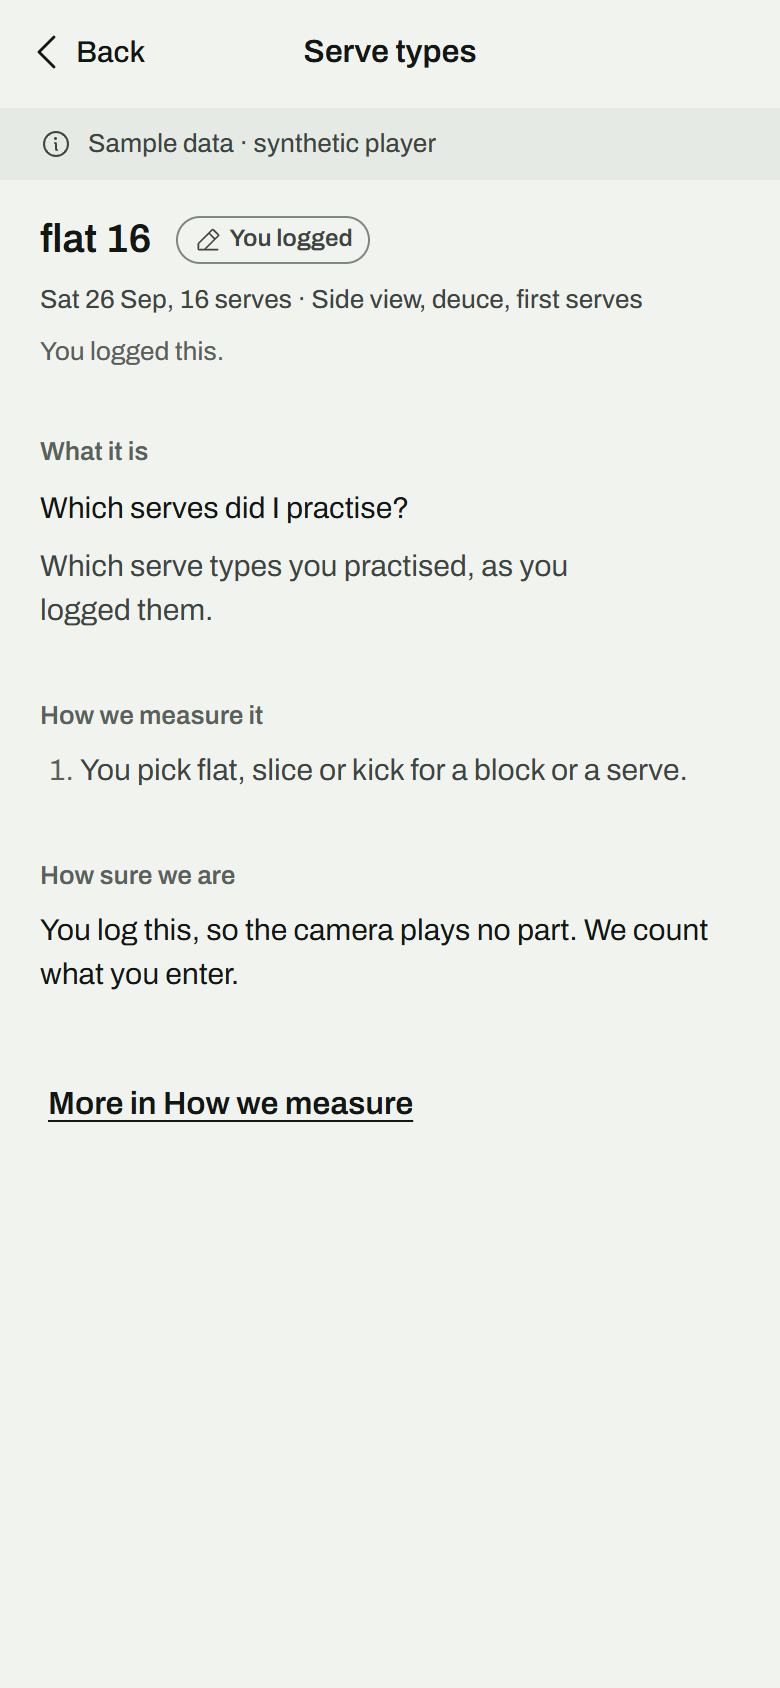 Back
Serve types
Sample data · synthetic player
flat 16
You logged
Sat 26 Sep, 16 serves · Side view, deuce, first serves
You logged this.
What it is
Which serves did I practise?
Which serve types you practised, as you
logged them.
How we measure it
1. You pick flat, slice or kick for a block or a serve.
How sure we are
You log this, so the camera plays no part. We count
what you enter.
More in How we measure